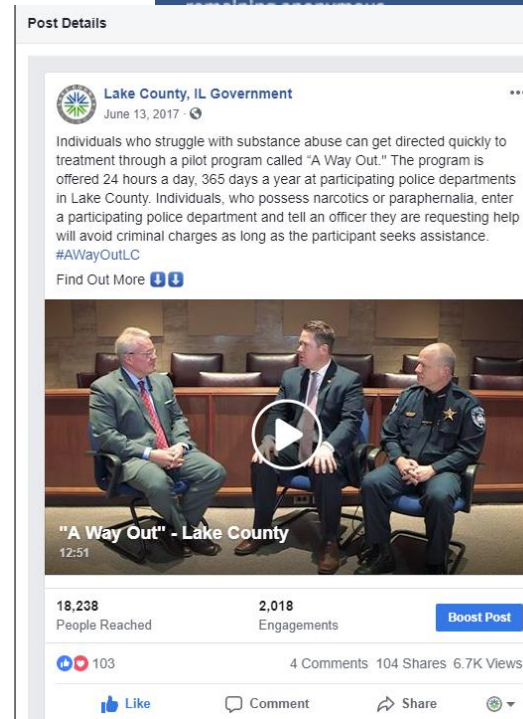 remaining anonymous
Post Details
Lake County, IL Government
June 13, 2017
Individuals who struggle with substance abuse can get directed quickly to
treatment through a pilot program called “A Way Out." The program is
offered 24 hours a day, 365 days a year at participating police departments
in Lake County. Individuals, who possess narcotics or paraphernalia, enter
a participating police department and tell an officer they are requesting help
will avoid criminal charges as long as the participant seeks assistance.
#AWayOutLC
Find Out More
"A Way Out" - Lake County
12:51
18,238 2,018
People Reached Engagements Boost Post
103 4 Comments 104 Shares 6.7K Views
Like Comment Share